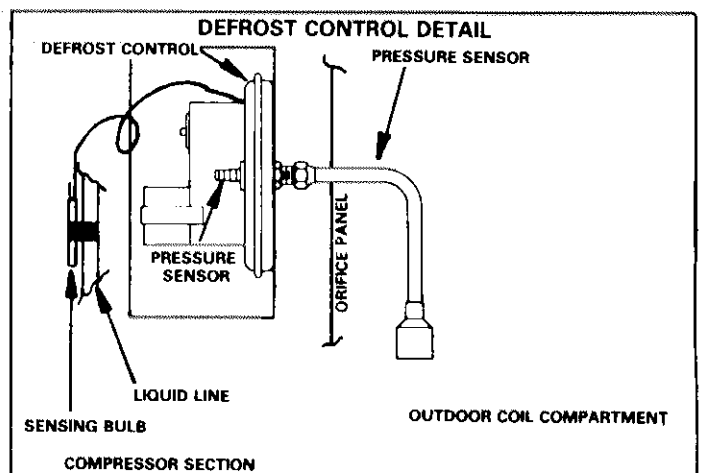 DEFROST CONTROL DETAIL
DEFROST CONTROL
PRESSURE SENSOR
PRESSURE
SENSOR
ORIFICE PANEL
LIQUID LINE
SENSING BULB
OUTDOOR COIL COMPARTMENT
COMPRESSOR SECTION